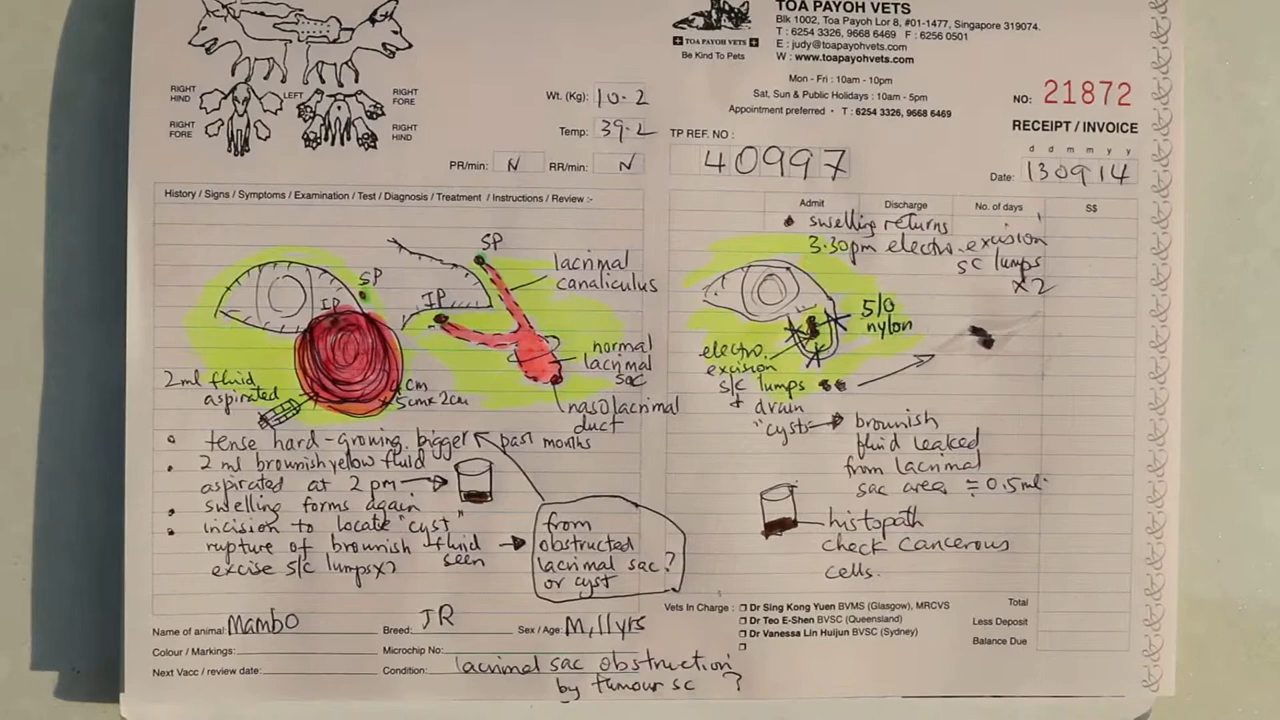 TOA PAYOH VETS
Blk 1002, Toa Payoh Lor 8, #01-1477, Singapore 319074.
T : 6254 3326, 9668 6469   F : 6256 0501
E : judy@toapayohvets.com
W : www.toapayohvets.com
TOA PAYOH VETS
Be Kind To Pets
Mon - Fri : 10am - 10pm
Sat, Sun & Public Holidays : 10am - 5pm
Appointment preferred • T : 6254 3326, 9668 6469
NO: 21872
RECEIPT / INVOICE
RIGHT HIND
LEFT
RIGHT FORE
RIGHT FORE
RIGHT HIND
Wt. (Kg): 10.2
Temp: 39.2
PR/min: N   RR/min: N
TP REF. NO :
40997
d d m m y y
Date: 130914
History / Signs / Symptoms / Examination / Test / Diagnosis / Treatment / Instructions / Review :-
Admit   Discharge   No. of days   S$
SP
IP
SP
IP
lacrimal
canaliculus
normal
lacrimal
sac
nasolacrimal
duct
2ml fluid
aspirated
cm
5cm x 2cm
• tense hard-growing bigger past months
• 2 ml brownish yellow fluid
aspirated at 2 pm
• swelling forms again
• incision to locate "cyst"
rupture of brownish fluid
seen
excise s/c lumps x2
from
obstructed
lacrimal sac?
or cyst
• swelling returns
3.30pm electro-excision
sc lumps
x2
5/0
nylon
electro.
excision
s/c lumps
+ drain
"cysts"
brownish
fluid leaked
from lacrimal
sac area ≒ 0.5ml
histopath
check cancerous
cells.
Vets In Charge : Dr Sing Kong Yuen BVMS (Glasgow), MRCVS
Dr Teo E-Shen BVSC (Queensland)
Dr Vanessa Lin Huijun BVSC (Sydney)
Total
Less Deposit
Balance Due
Name of animal: Mambo   Breed: JR   Sex / Age: M, 11 yrs
Colour / Markings:   Microchip No:
Next Vacc / review date:   Condition: lacrimal sac obstruction
by tumour sc ?